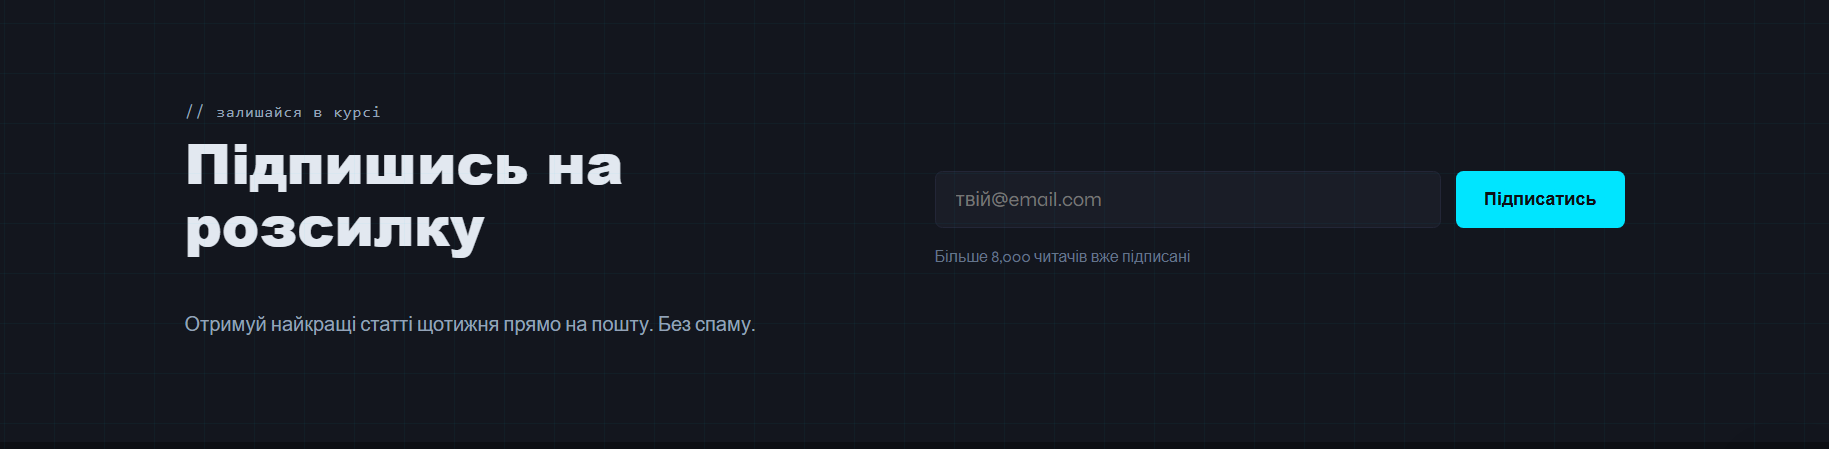 // залишайся в курсі
Підпишись на
розсилку
Отримуй найкращі статті щотижня прямо на пошту. Без спаму.
твій@email.com
Підписатись
Більше 8,000 читачів вже підписані